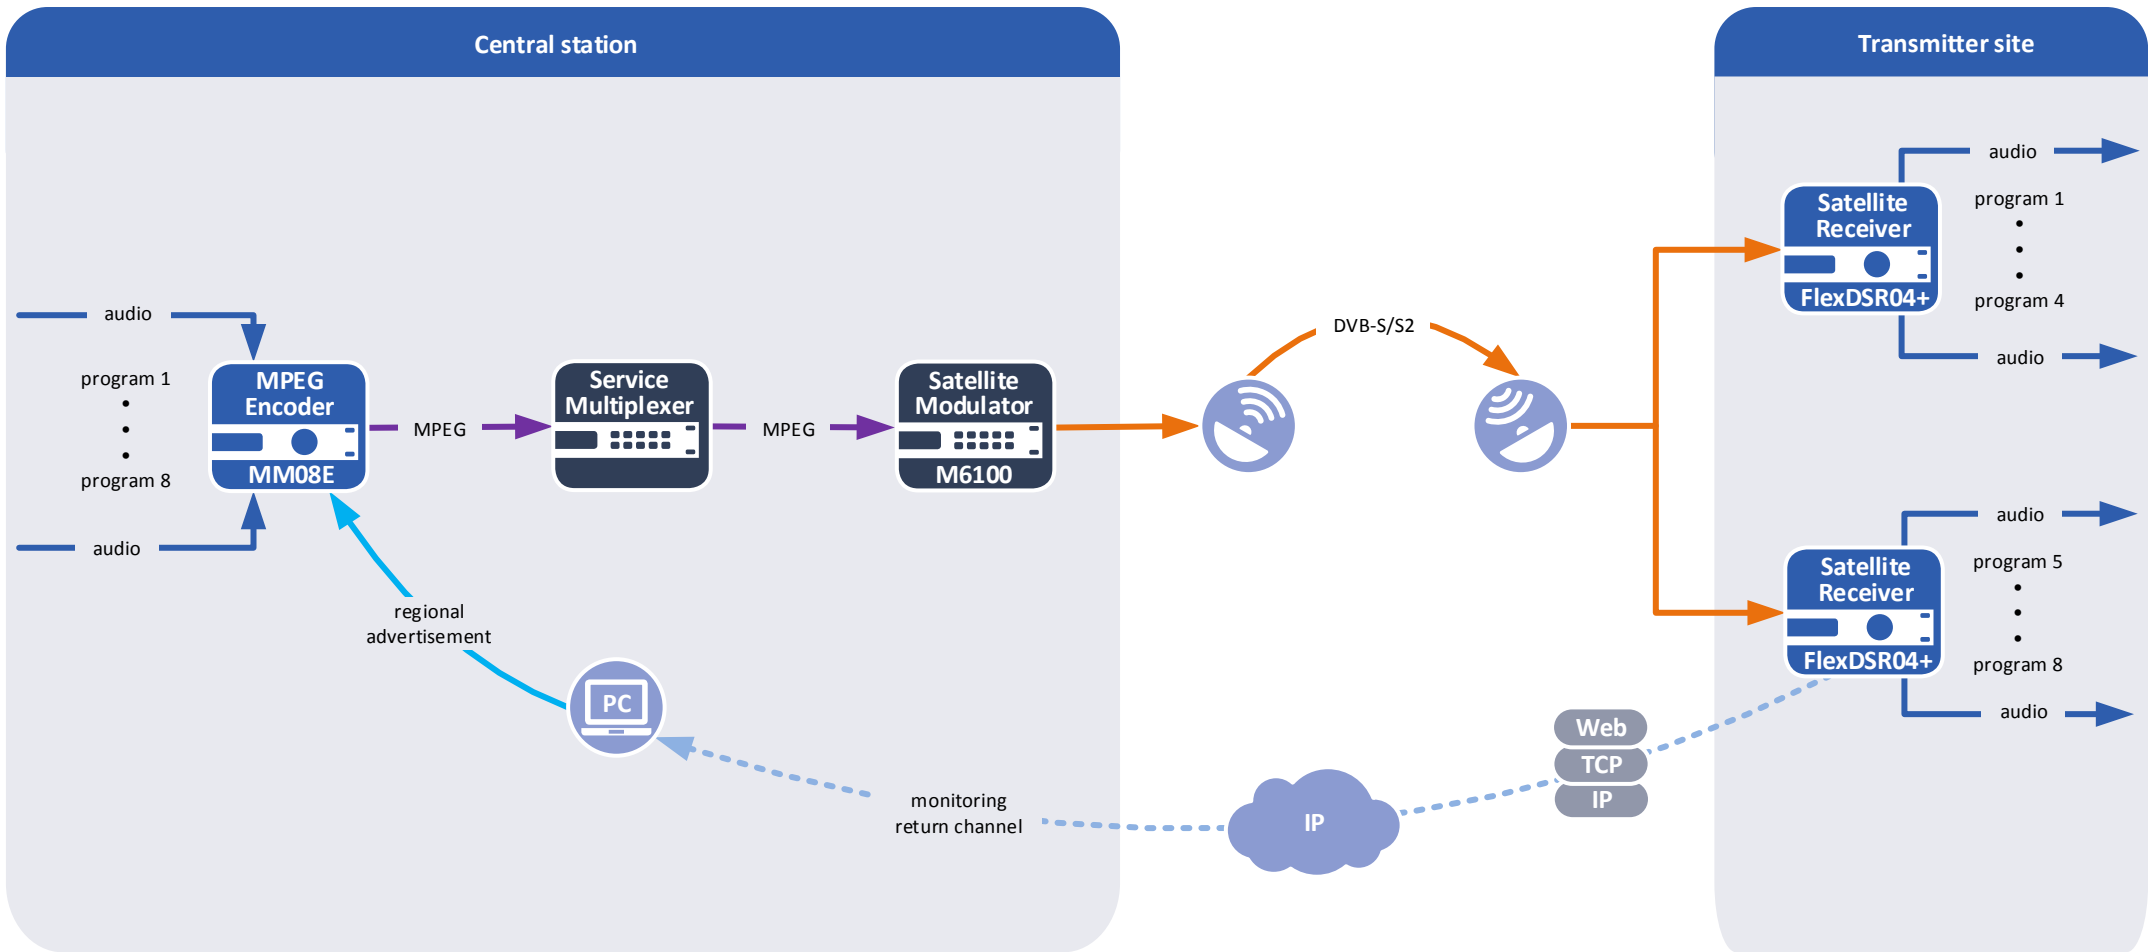 Central station
audio
program 1
program 8
audio
MPEG
Encoder
MM08E
MPEG
Service
Multiplexer
MPEG
Satellite
Modulator
M6100
regional
advertisement
PC
monitoring
return channel
DVB-S/S2
IP
Web
TCP
IP
Transmitter site
audio
Satellite
Receiver
FlexDSR04+
program 1
program 4
audio
audio
Satellite
Receiver
FlexDSR04+
program 5
program 8
audio